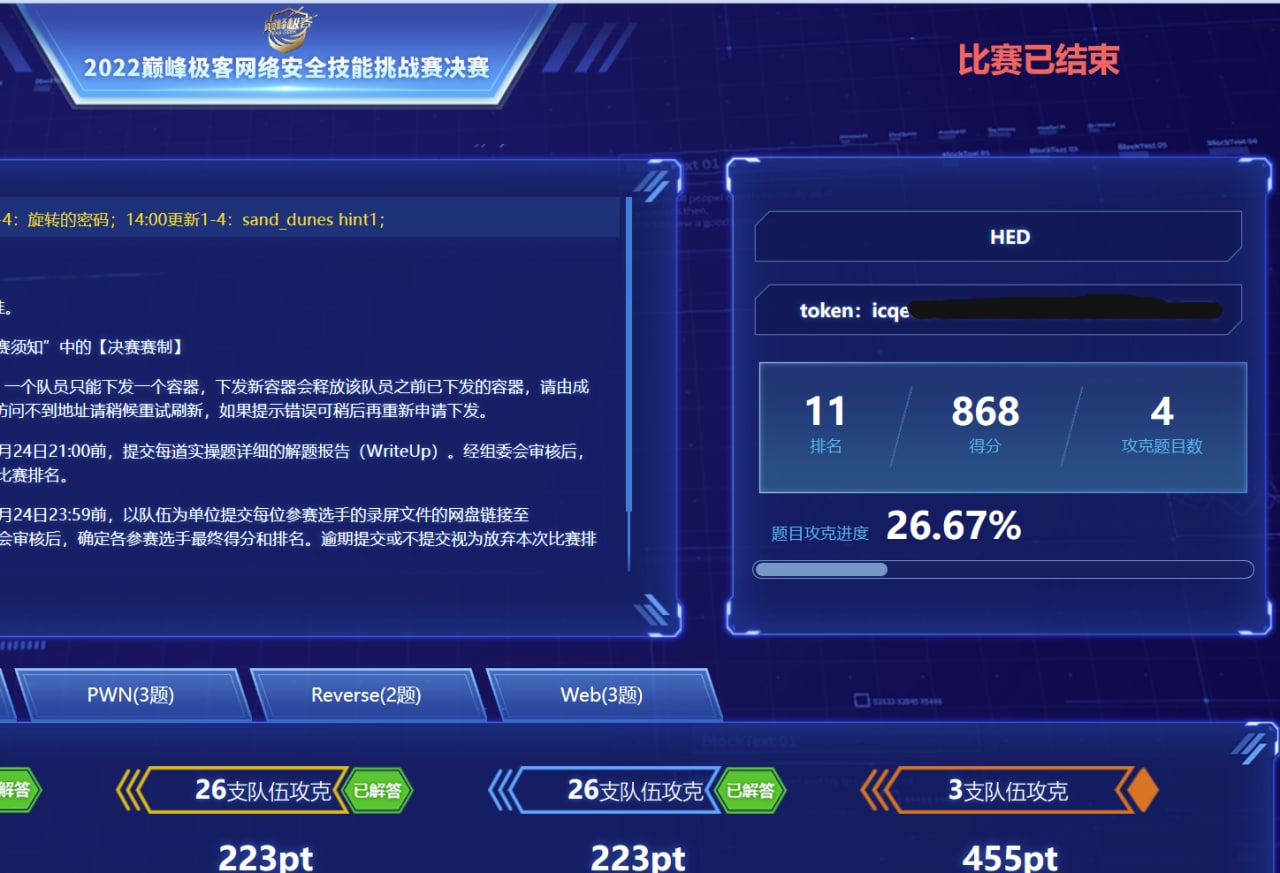 巅峰极客
2022巅峰极客网络安全技能挑战赛决赛
比赛已结束
-4：旋转的密码；14:00更新1-4：sand_dunes hint1；
准。
赛须知”中的【决赛赛制】
一个队员只能下发一个容器，下发新容器会释放该队员之前已下发的容器，请由成
访问不到地址请稍候重试刷新，如果提示错误可稍后再重新申请下发。
月24日21:00前，提交每道实操题详细的解题报告（WriteUp）。经组委会审核后，
比赛排名。
月24日23:59前，以队伍为单位提交每位参赛选手的录屏文件的网盘链接至
会审核后，确定各参赛选手最终得分和排名。逾期提交或不提交视为放弃本次比赛排
HED
token：icqe
11
868
4
排名
得分
攻克题目数
题目攻克进度 26.67%
PWN(3题)
Reverse(2题)
Web(3题)
解答
26支队伍攻克
已解答
26支队伍攻克
已解答
3支队伍攻克
223pt
223pt
455pt